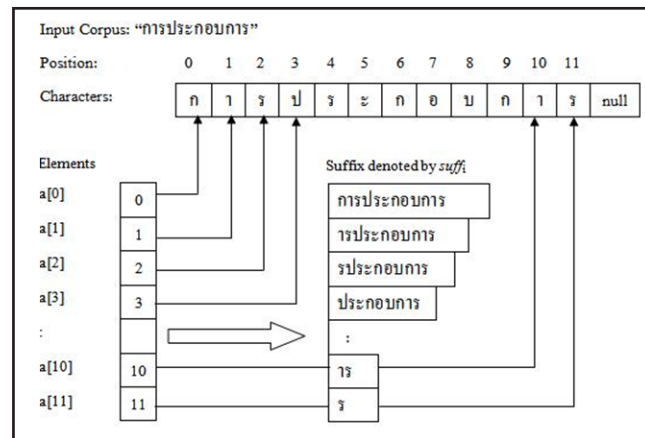 Input Corpus: “การประกอบการ”
Position: 0 1 2 3 4 5 6 7 8 9 10 11
Characters: ก า ร ป ร ะ ก อ บ ก า ร null
Elements
Suffix denoted by suffi
a[0] 0 การประกอบการ
a[1] 1 ารประกอบการ
a[2] 2 รประกอบการ
a[3] 3 ประกอบการ
: :
a[10] 10 าร
a[11] 11 ร